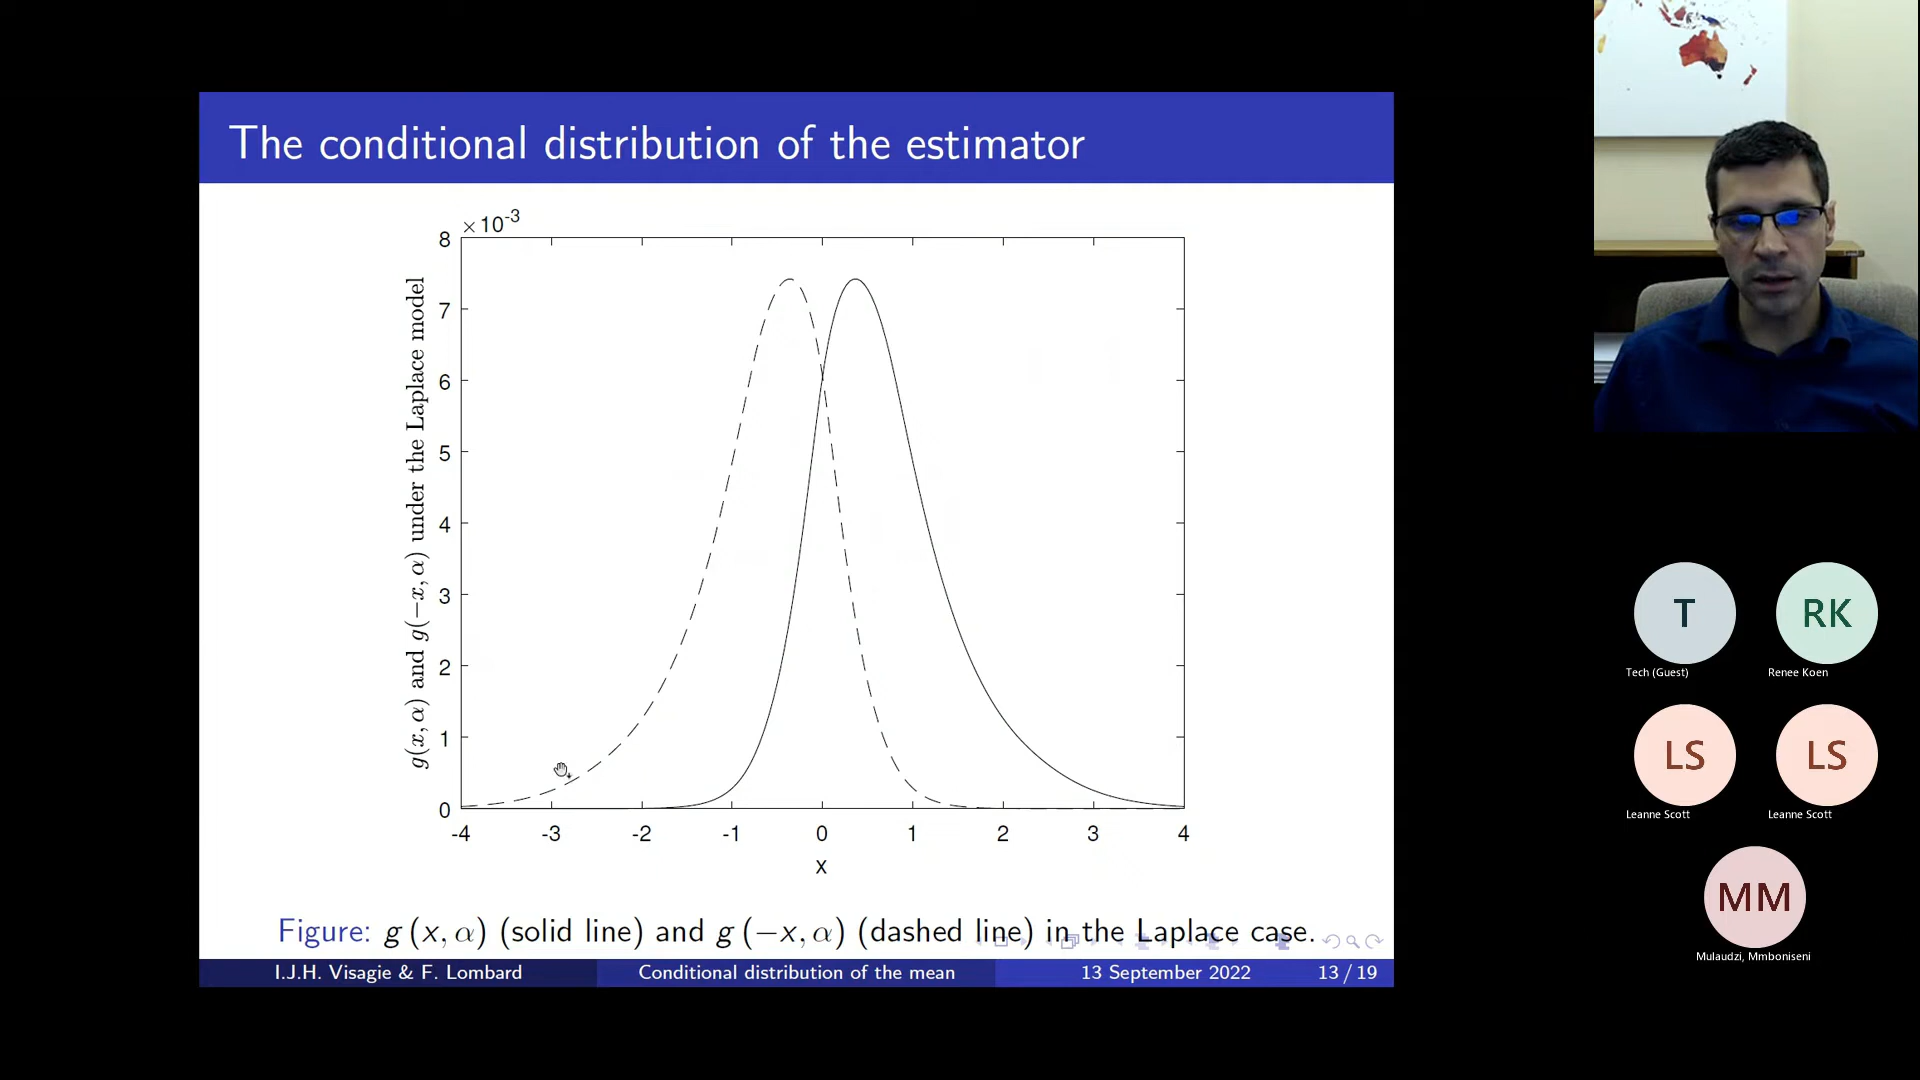 The conditional distribution of the estimator
×10-3
8
7
6
5
4
3
2
1
0
g(x, α) and g(−x, α) under the Laplace model
-4 -3 -2 -1 0 1 2 3 4
x
Figure: g (x, α) (solid line) and g (−x, α) (dashed line) in the Laplace case.
I.J.H. Visagie & F. Lombard Conditional distribution of the mean 13 September 2022 13 / 19
T RK
Tech (Guest) Renee Koen
LS LS
Leanne Scott Leanne Scott
MM
Mulaudzi, Mmboniseni